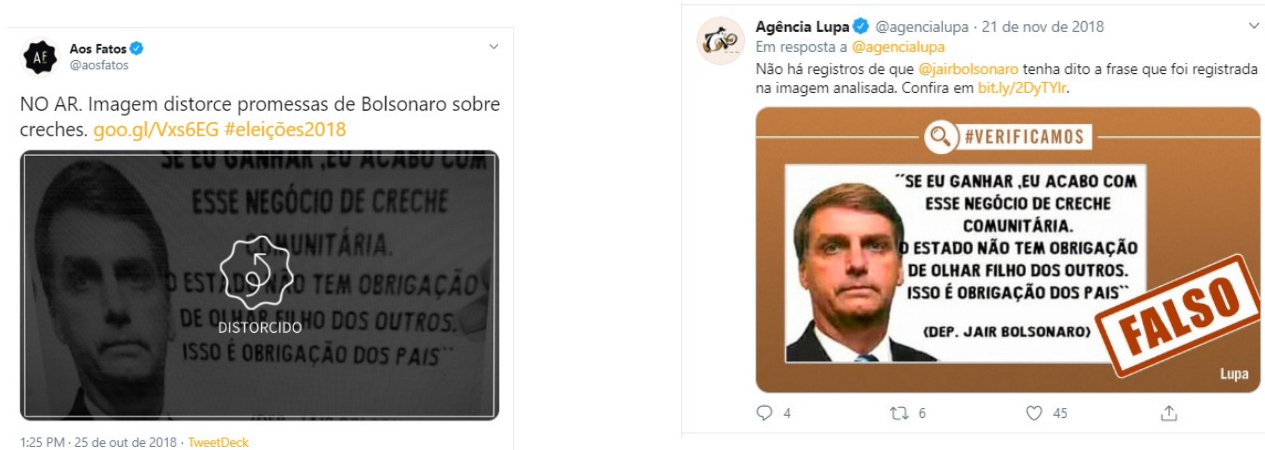 Aos Fatos
@aosfatos
NO AR. Imagem distorce promessas de Bolsonaro sobre
creches. goo.gl/Vxs6EG #eleições2018
SE EU GANHAR ,EU ACABO COM
ESSE NEGÓCIO DE CRECHE
COMUNITÁRIA.
O ESTADO NÃO TEM OBRIGAÇÃO
DE OLHAR FILHO DOS OUTROS.
ISSO É OBRIGAÇÃO DOS PAIS``
DISTORCIDO
(DEP. JAIR BOLSONARO)
1:25 PM · 25 de out de 2018 · TweetDeck
Agência Lupa @agencialupa · 21 de nov de 2018
Em resposta a @agencialupa
Não há registros de que @jairbolsonaro tenha dito a frase que foi registrada
na imagem analisada. Confira em bit.ly/2DyTYlr.
#VERIFICAMOS
´´SE EU GANHAR ,EU ACABO COM
ESSE NEGÓCIO DE CRECHE
COMUNITÁRIA.
O ESTADO NÃO TEM OBRIGAÇÃO
DE OLHAR FILHO DOS OUTROS.
ISSO É OBRIGAÇÃO DOS PAIS``
(DEP. JAIR BOLSONARO)
FALSO
Lupa
4 6 45